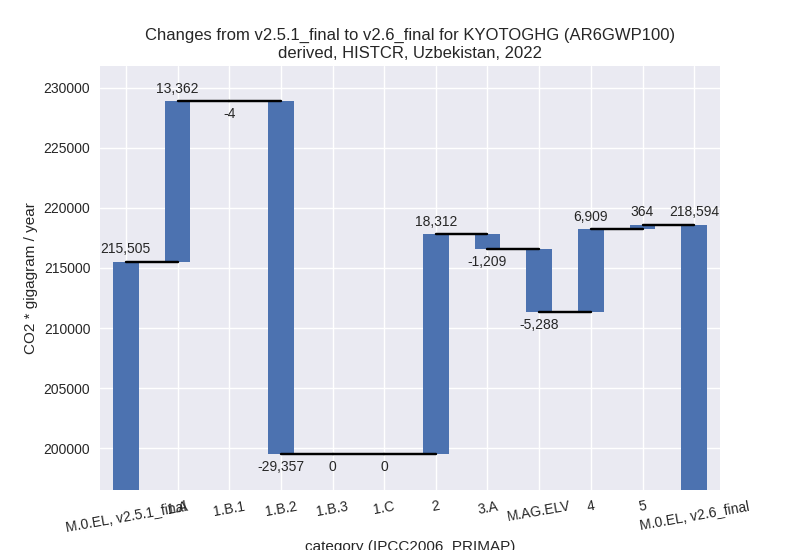 Changes from v2.5.1_final to v2.6_final for KYOTOGHG (AR6GWP100)
derived, HISTCR, Uzbekistan, 2022
CO2 * gigagram / year
230000
225000
220000
215000
210000
205000
200000
215,505
13,362
-4
-29,357
0
0
18,312
-1,209
-5,288
6,909
364
218,594
M.0.EL, v2.5.1_final
1.A
1.B.1
1.B.2
1.B.3
1.C
2
3.A
M.AG.ELV
4
5
M.0.EL, v2.6_final
category (IPCC2006_PRIMAP)